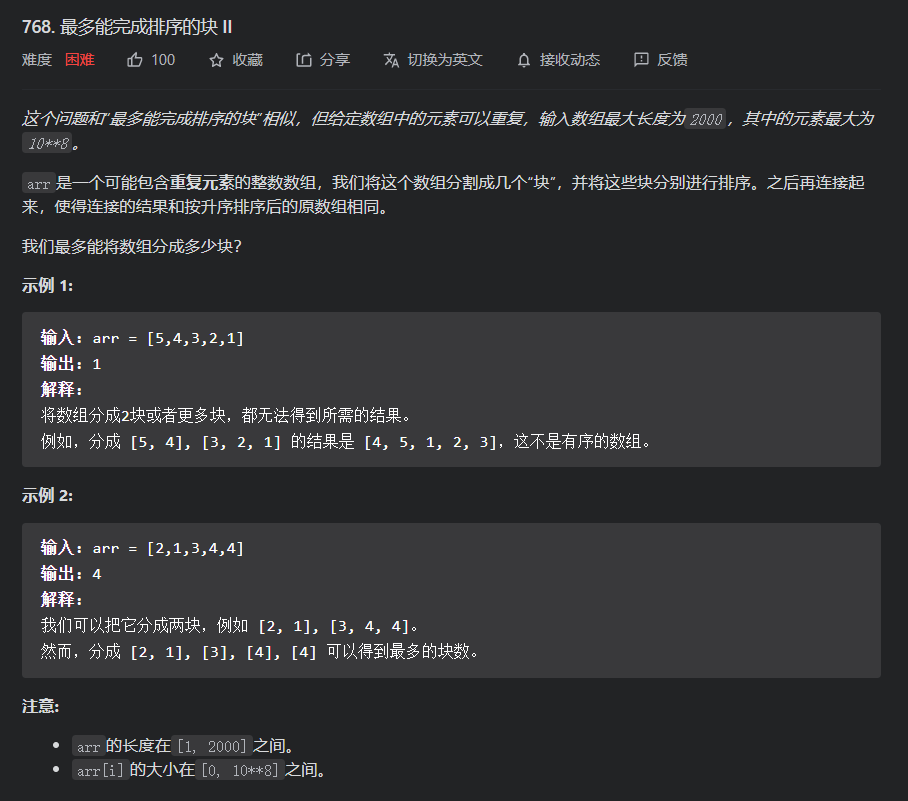 768. 最多能完成排序的块 II
难度 困难 100 收藏 分享 切换为英文 接收动态 反馈
这个问题和“最多能完成排序的块”相似，但给定数组中的元素可以重复，输入数组最大长度为 2000 ，其中的元素最大为
10**8 。
arr 是一个可能包含重复元素的整数数组，我们将这个数组分割成几个“块”，并将这些块分别进行排序。之后再连接起
来，使得连接的结果和按升序排序后的原数组相同。
我们最多能将数组分成多少块？
示例 1:
输入: arr = [5,4,3,2,1]
输出: 1
解释:
将数组分成2块或者更多块，都无法得到所需的结果。
例如，分成 [5, 4], [3, 2, 1] 的结果是 [4, 5, 1, 2, 3]，这不是有序的数组。
示例 2:
输入: arr = [2,1,3,4,4]
输出: 4
解释:
我们可以把它分成两块，例如 [2, 1], [3, 4, 4]。
然而，分成 [2, 1], [3], [4], [4] 可以得到最多的块数。
注意:
• arr 的长度在 [1, 2000] 之间。
• arr[i] 的大小在 [0, 10**8] 之间。